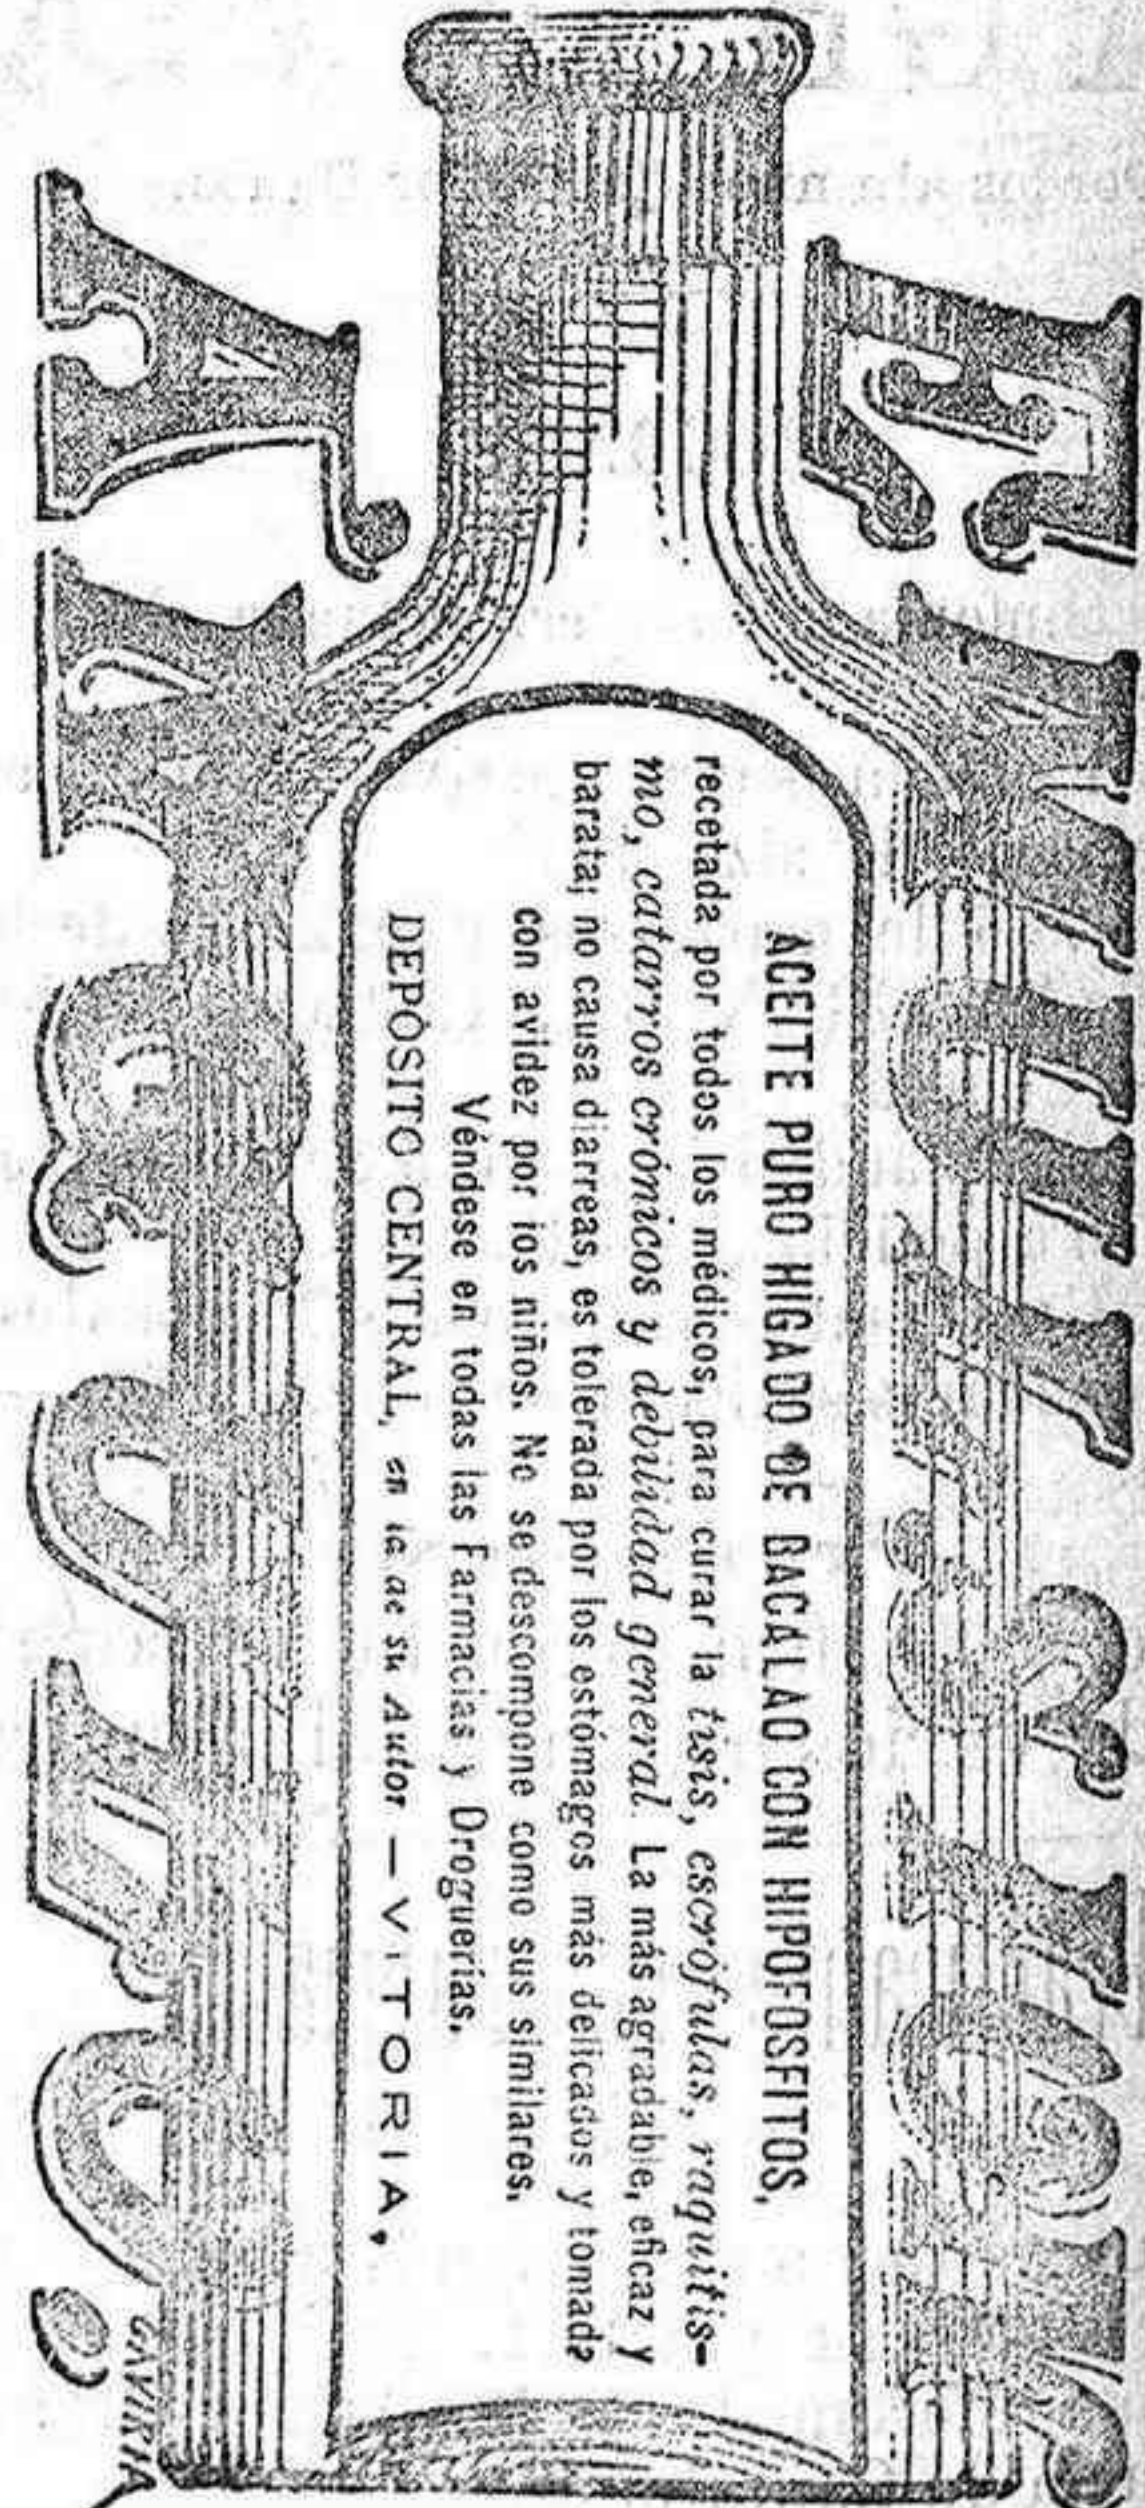 EMULSION
ACEITE PURO HIGADO DE BACALAO CON HIPOFOSFITOS,
recetada por todos los médicos, para curar la tisis, escrófulas, raquitis-
mo, catarros crónicos y debilidad general. La más agradable, eficaz y
barata; no causa diarreas, es tolerada por los estómagos más delicados y tomada
con avidez por los niños. No se descompone como sus similares.
Véndese en todas las Farmacias y Droguerías.
DEPÓSITO CENTRAL, en la de su Autor — VITORIA.
GAVIRIA